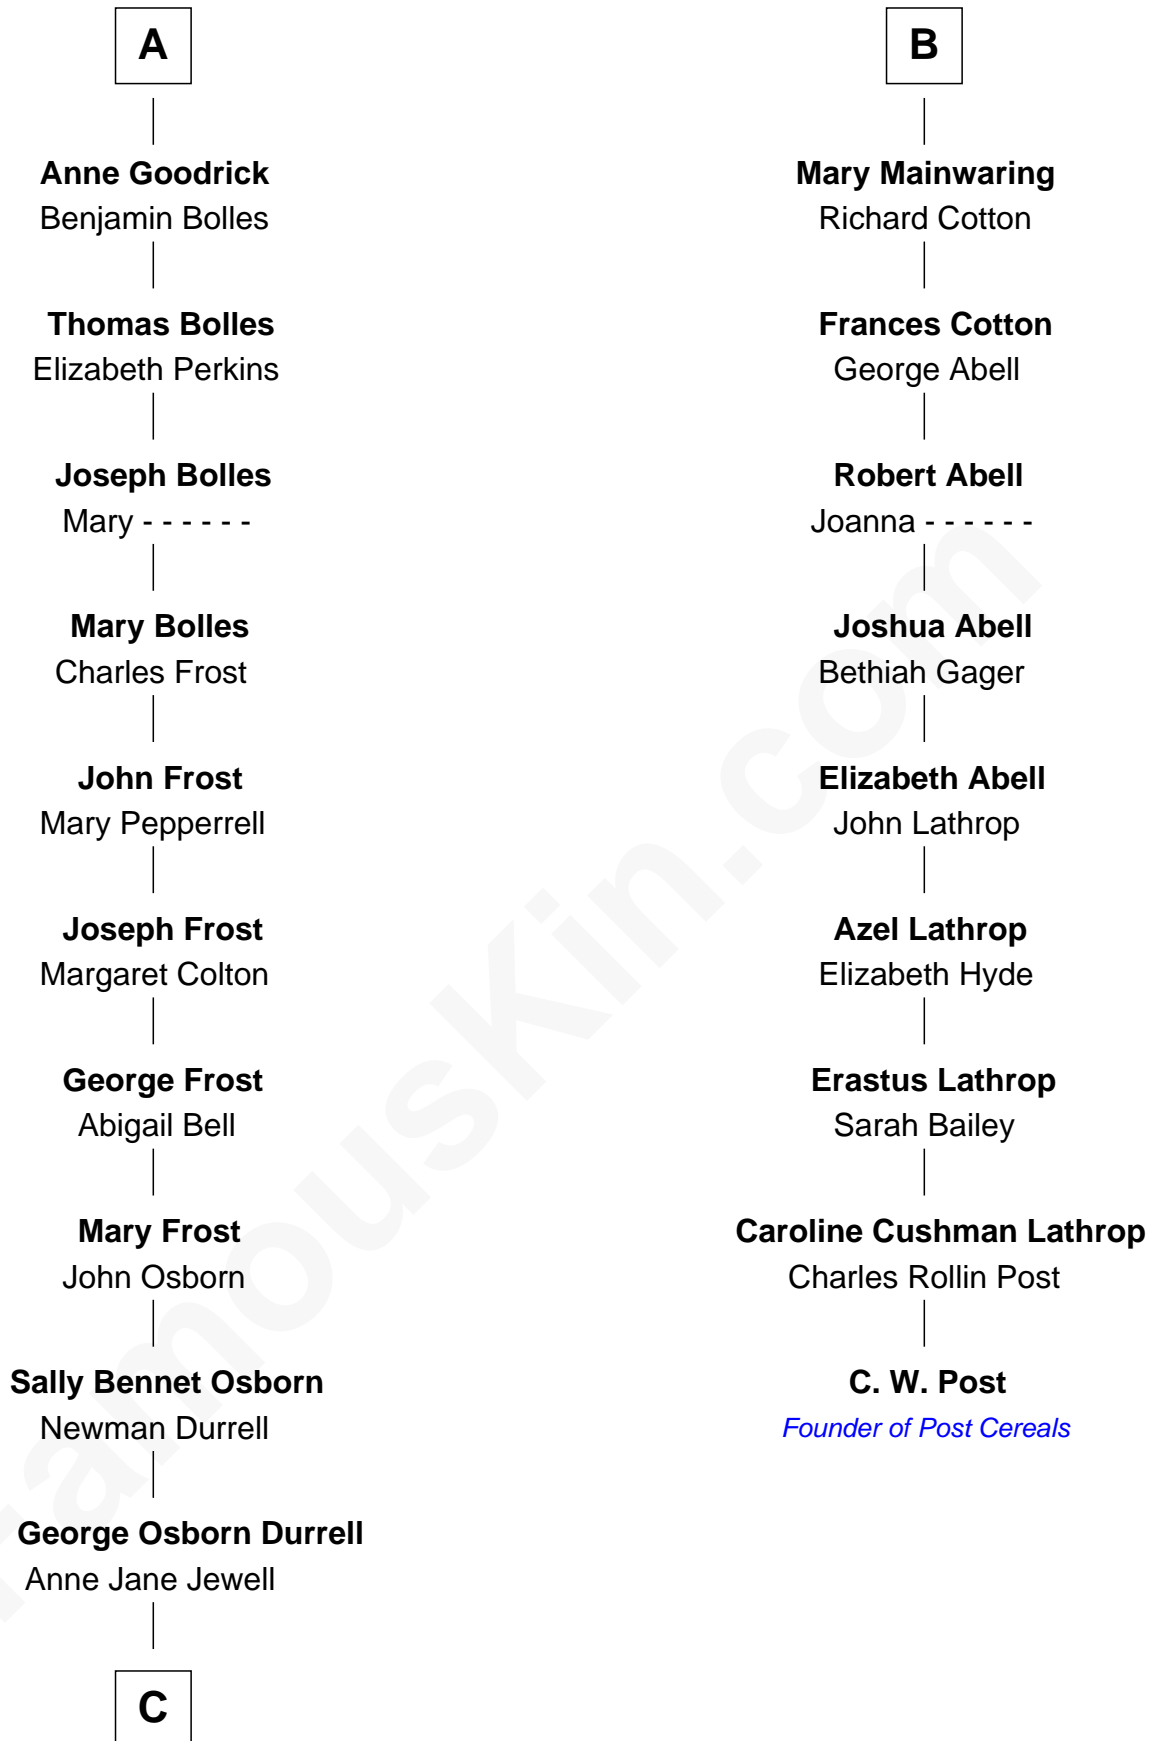 A
Anne Goodrick
Benjamin Bolles
Thomas Bolles
Elizabeth Perkins
Joseph Bolles
Mary - - - - - -
Mary Bolles
Charles Frost
John Frost
Mary Pepperrell
Joseph Frost
Margaret Colton
George Frost
Abigail Bell
Mary Frost
John Osborn
Sally Bennet Osborn
Newman Durrell
George Osborn Durrell
Anne Jane Jewell
C
B
Mary Mainwaring
Richard Cotton
Frances Cotton
George Abell
Robert Abell
Joanna - - - - - -
Joshua Abell
Bethiah Gager
Elizabeth Abell
John Lathrop
Azel Lathrop
Elizabeth Hyde
Erastus Lathrop
Sarah Bailey
Caroline Cushman Lathrop
Charles Rollin Post
C. W. Post
Founder of Post Cereals
FamousKin.com